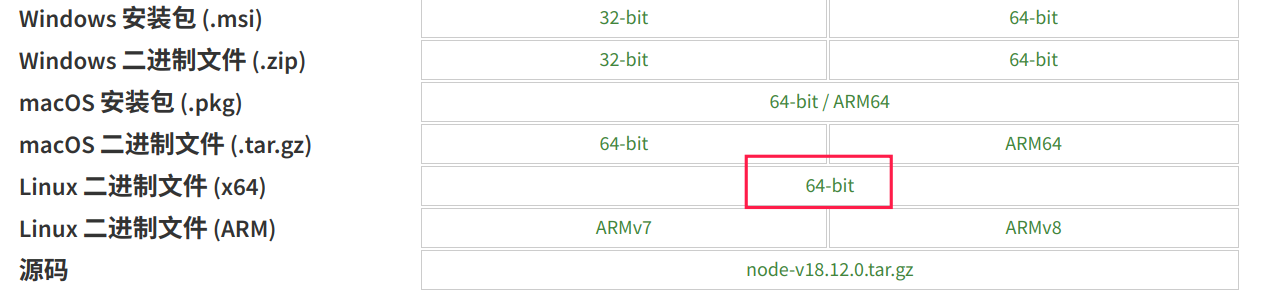 Windows 安装包 (.msi) 32-bit 64-bit
Windows 二进制文件 (.zip) 32-bit 64-bit
macOS 安装包 (.pkg) 64-bit / ARM64
macOS 二进制文件 (.tar.gz) 64-bit ARM64
Linux 二进制文件 (x64) 64-bit
Linux 二进制文件 (ARM) ARMv7 ARMv8
源码 node-v18.12.0.tar.gz